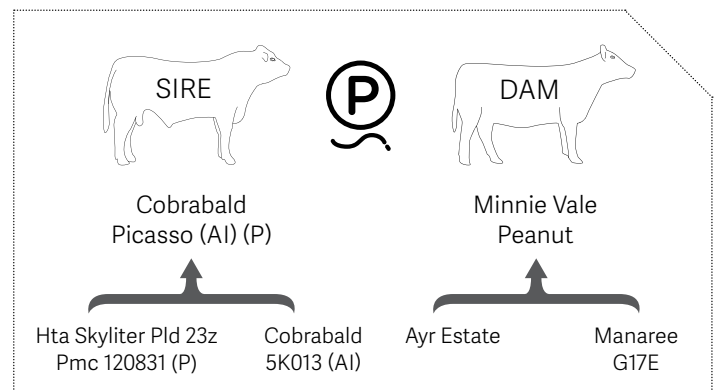 SIRE
P
DAM
Cobrabald
Picasso (AI) (P)
Minnie Vale
Peanut
Hta Skyliter Pld 23z
Pmc 120831 (P)
Cobrabald
5K013 (AI)
Ayr Estate
Manaree
G17E